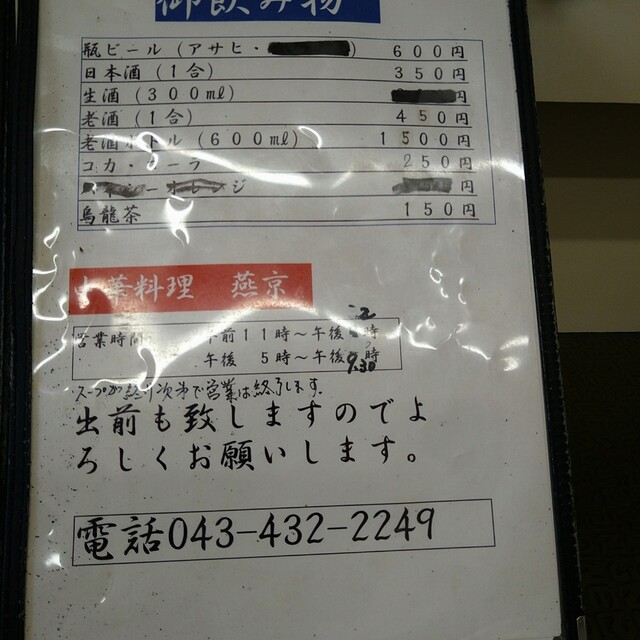 御飲み物
瓶ビール（アサヒ・　　　　） 600円
日本酒（1合） 350円
生酒（300ml） 円
老酒（1合） 450円
老酒ボトル（600ml） 1500円
コカ・コーラ 250円
円
烏龍茶 150円
中華料理　燕京
営業時間 午前11時〜午後 2時
午後 5時〜午後 9:30
スープが終り次第で営業は終了します。
出前も致しますのでよ
ろしくお願いします。
電話043-432-2249